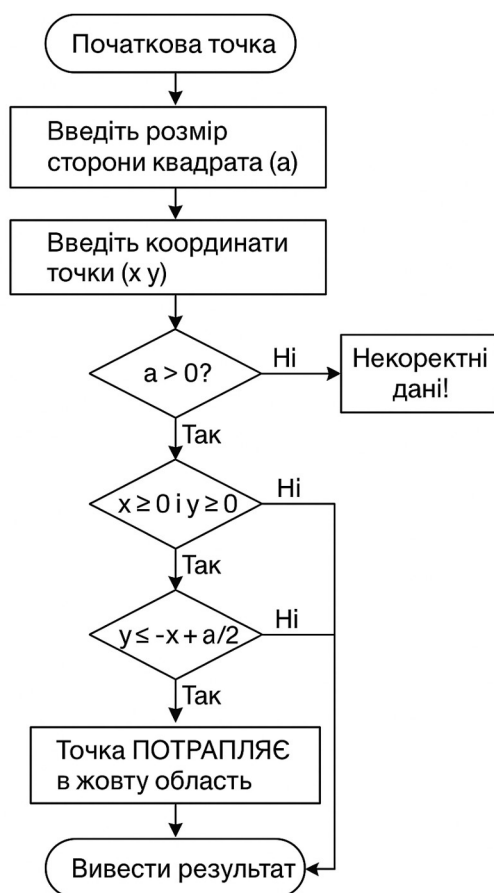 Початкова точка
Введіть розмір
сторони квадрата (a)
Введіть координати
точки (x y)
a > 0?
Ні
Некоректні
дані!
Так
x ≥ 0 i y ≥ 0
Ні
Так
y ≤ -x + a/2
Ні
Так
Точка ПОТРАПЛЯЄ
в жовту область
Вивести результат